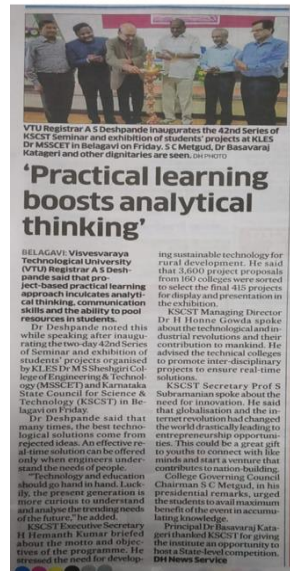 VTU Registrar A S Deshpande inaugurates the 42nd Series of
KSCST Seminar and exhibition of students' projects at KLES
Dr MSSCET in Belagavi on Friday. S C Metgud, Dr Basavaraj
Katageri and other dignitaries are seen. DH PHOTO
‘Practical learning
boosts analytical
thinking’
BELAGAVI: Visvesvaraya
Technological University
(VTU) Registrar A S Desh-
pande said that pro-
ject-based practical learning
approach inculcates analyti-
cal thinking, communication
skills and the ability to pool
resources in students.
Dr Deshpande noted this
while speaking after inaugu-
rating the two-day 42nd Series
of Seminar and exhibition of
students' projects organised
by KLES Dr M S Sheshgiri Col-
lege of Engineering & Technol-
ogy (MSSCET) and Karnataka
State Council for Science &
Technology (KSCST) in Be-
lagavi on Friday.
Dr Deshpande said that
many times, the best techno-
logical solutions come from
rejected ideas. An effective re-
al-time solution can be offered
only when engineers under-
stand the needs of people.
"Technology and education
should go hand in hand. Luck-
ily, the present generation is
more curious to understand
and analyse the trending needs
of the future," he added.
KSCST Executive Secretary
H Hemanth Kumar briefed
about the motto and objec-
tives of the programme. He
stressed the need for develop-
ing sustainable technology for
rural development. He said
that 3,600 project proposals
from 160 colleges were sorted
to select the final 415 projects
for display and presentation in
the exhibition.
KSCST Managing Director
Dr H Honne Gowda spoke
about the technological and in-
dustrial revolutions and their
contribution to mankind. He
advised the technical colleges
to promote inter-disciplinary
projects to ensure real-time
solutions.
KSCST Secretary Prof S
Subramanian spoke about the
need for innovation. He said
that globalisation and the in-
ternet revolution had changed
the world drastically leading to
entrepreneurship opportuni-
ties. This could be a great gift
to youths to connect with like
minds and start a venture that
contributes to nation-building.
College Governing Council
Chairman S C Metgud, in his
presidential remarks, urged
the students to avail maximum
benefit of the event in accumu-
lating knowledge.
Principal Dr Basavaraj Kata-
geri thanked KSCST for giving
the institute an opportunity to
host a State-level competition.
DH News Service